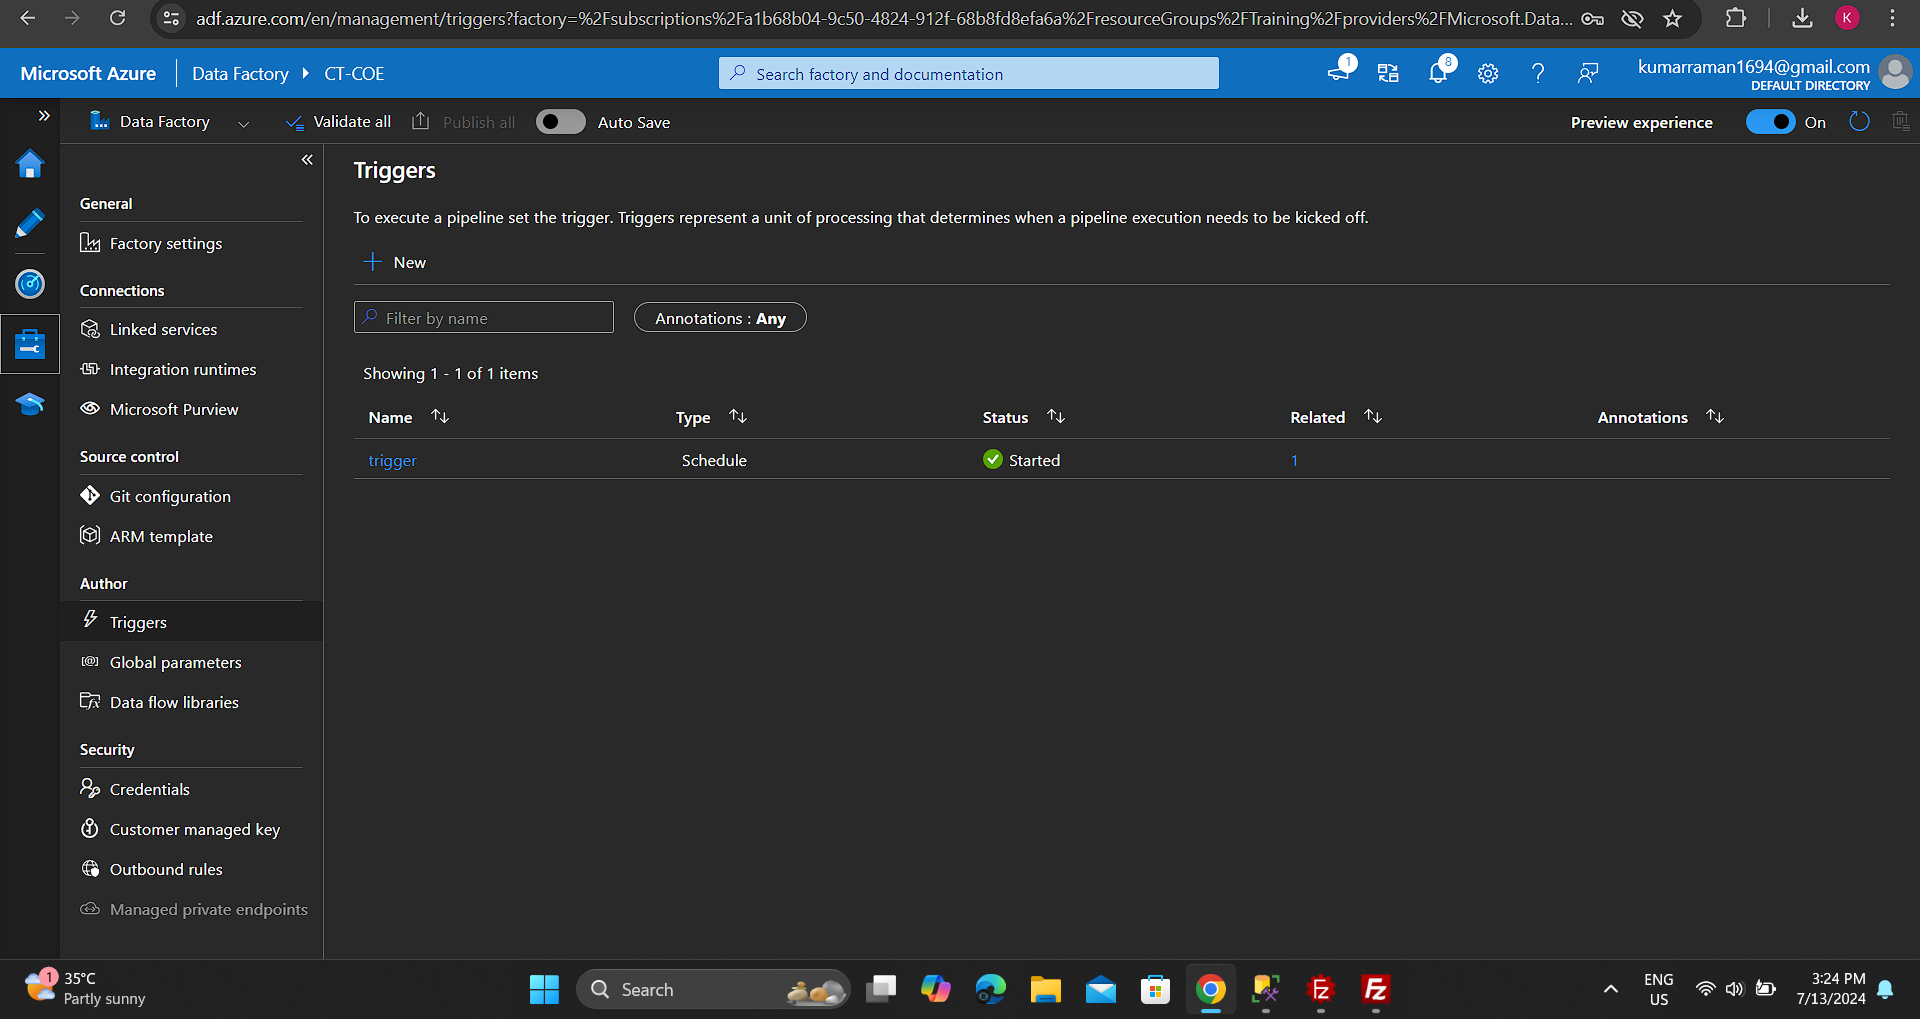 adf.azure.com/en/management/triggers?factory=%2Fsubscriptions%2Fa1b68b04-9c50-4824-912f-68b8fd8efa6a%2FresourceGroups%2FTraining%2Fproviders%2FMicrosoft.Data...
K
Microsoft Azure
Data Factory
CT-COE
Search factory and documentation
1
8
kumarraman1694@gmail.com
DEFAULT DIRECTORY
Data Factory
Validate all
Publish all
Auto Save
Preview experience
On
General
Factory settings
Connections
Linked services
Integration runtimes
Microsoft Purview
Source control
Git configuration
ARM template
Author
Triggers
Global parameters
Data flow libraries
Security
Credentials
Customer managed key
Outbound rules
Managed private endpoints
Triggers
To execute a pipeline set the trigger. Triggers represent a unit of processing that determines when a pipeline execution needs to be kicked off.
New
Filter by name
Annotations : Any
Showing 1 - 1 of 1 items
Name Type Status Related Annotations
trigger Schedule Started 1
1
35°C
Partly sunny
Search
Fz
Fz
ENG
US
3:24 PM
7/13/2024